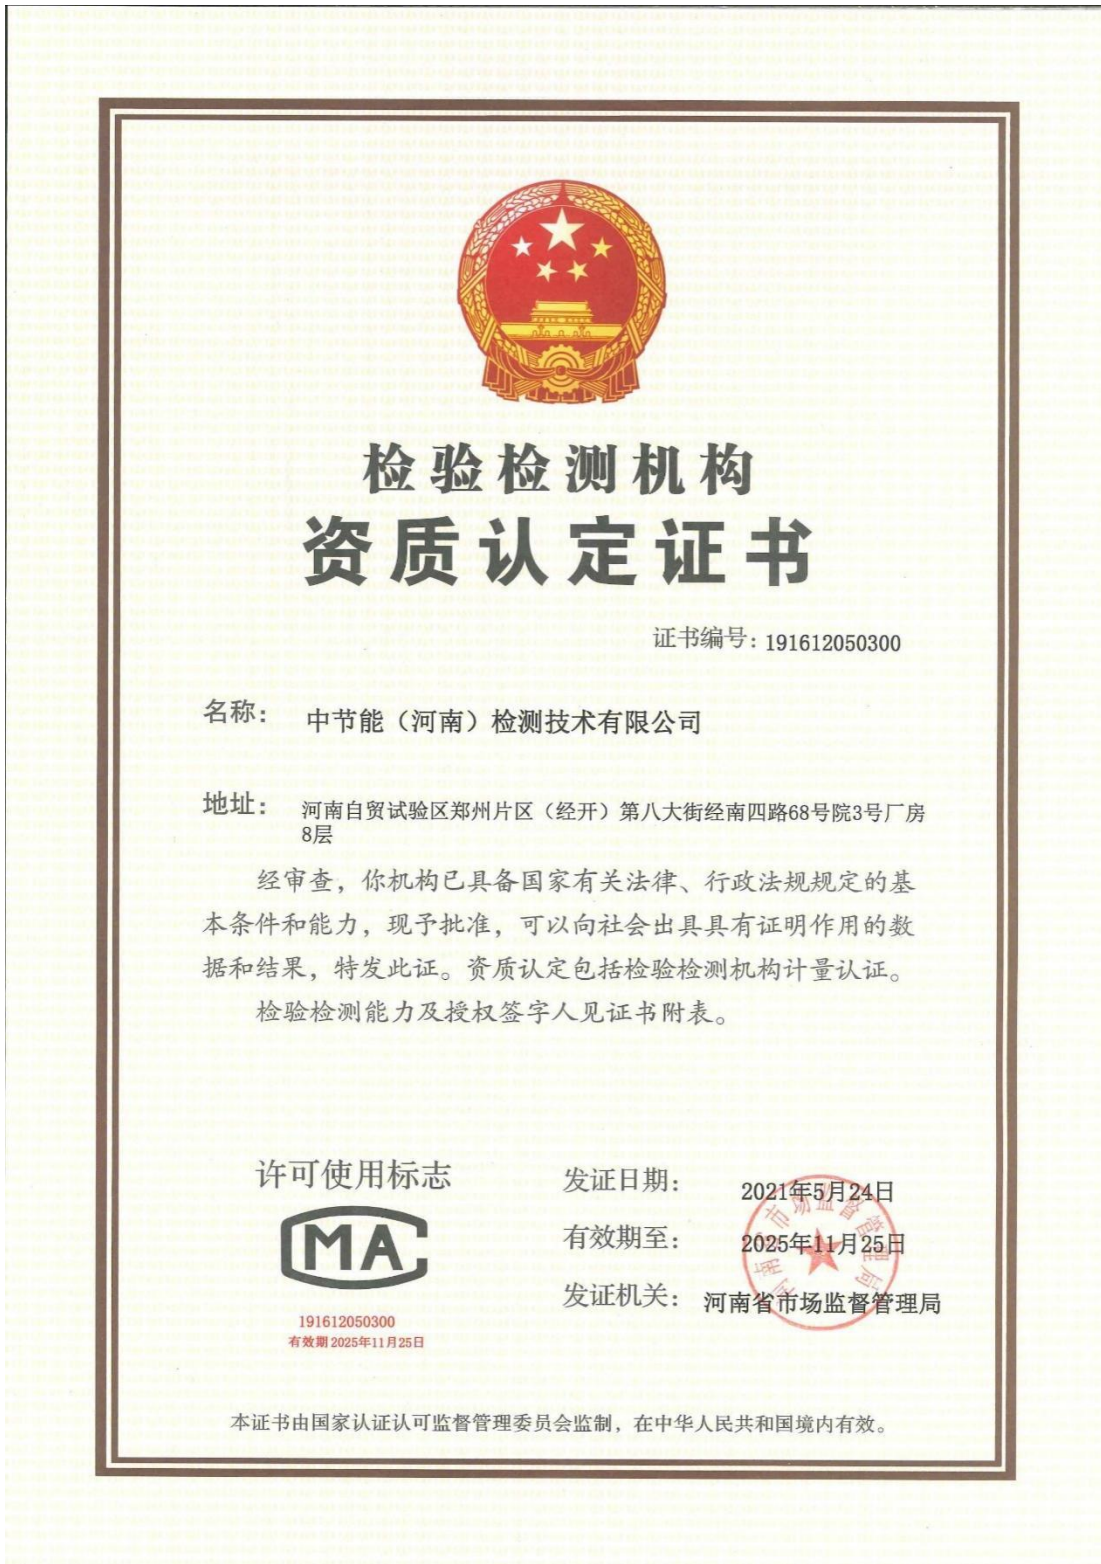 检验检测机构
资质认定证书
证书编号：191612050300
名称： 中节能（河南）检测技术有限公司
地址： 河南自贸试验区郑州片区（经开）第八大街经南四路68号院3号厂房
8层
经审查，你机构已具备国家有关法律、行政法规规定的基
本条件和能力，现予批准，可以向社会出具具有证明作用的数
据和结果，特发此证。资质认定包括检验检测机构计量认证。
检验检测能力及授权签字人见证书附表。
许可使用标志
MA
191612050300
有效期2025年11月25日
发证日期： 2021年5月24日
有效期至： 2025年11月25日
发证机关： 河南省市场监督管理局
河南省市场监督管理局
本证书由国家认证认可监督管理委员会监制，在中华人民共和国境内有效。